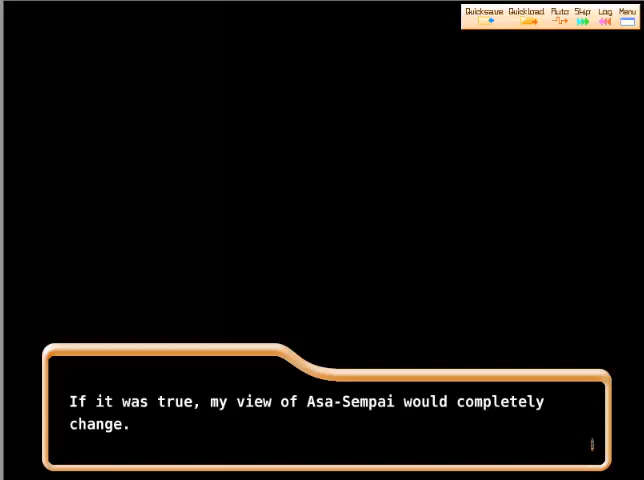 Quicksave Quickload Auto Skip Log Menu
If it was true, my view of Asa-Sempai would completely
change.